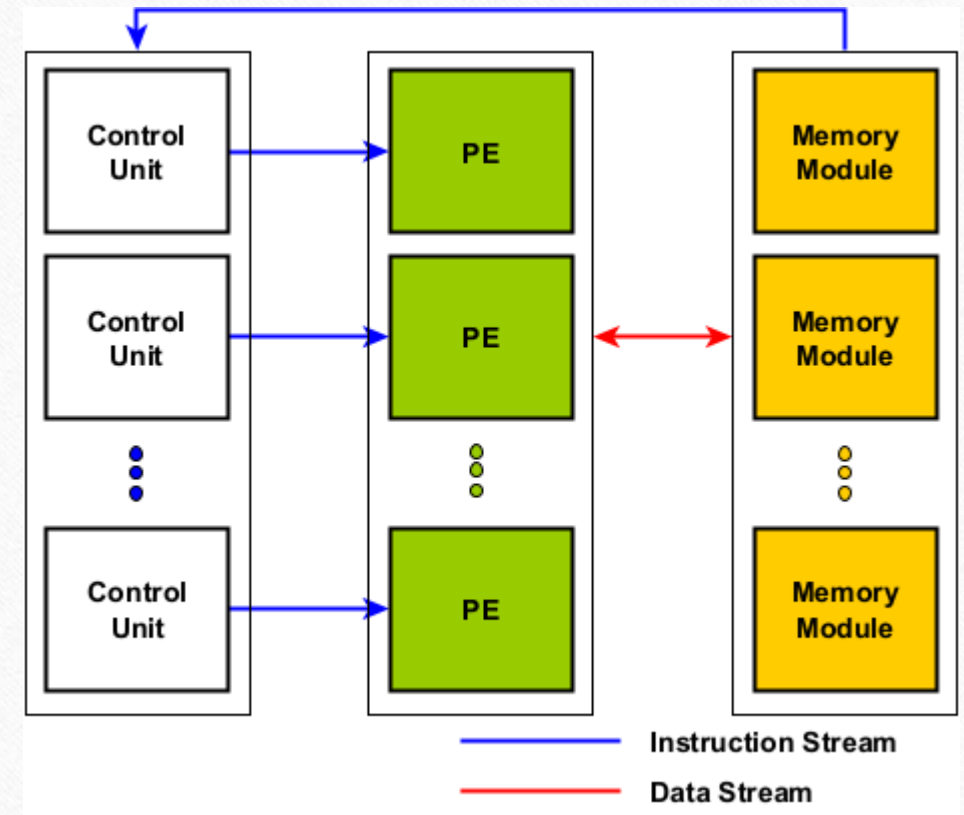 Control
Unit
PE
Memory
Module
Control
Unit
PE
Memory
Module
Control
Unit
PE
Memory
Module
Instruction Stream
Data Stream